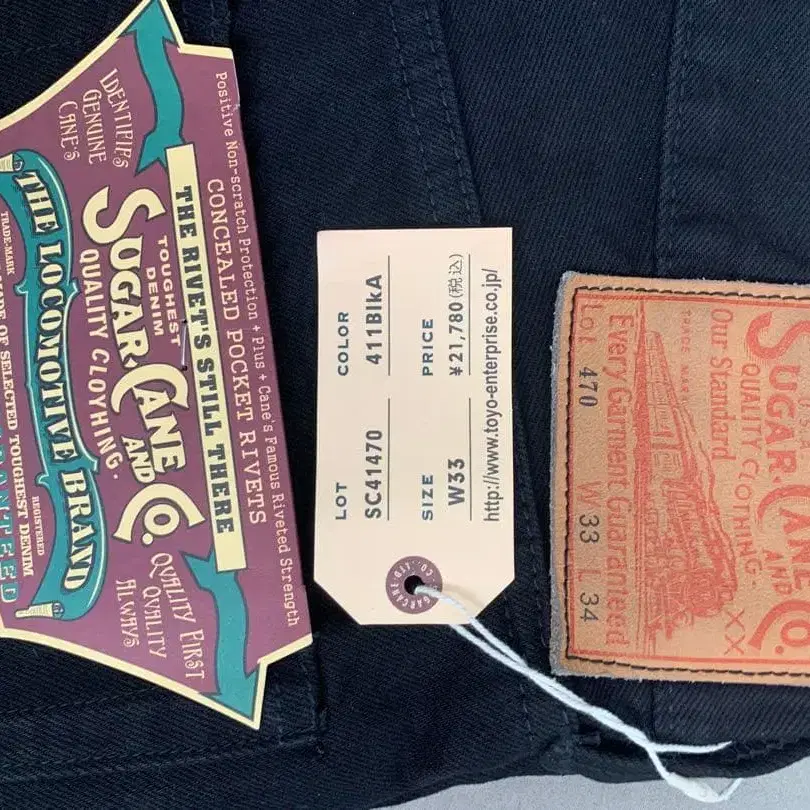 Positive Non-scratch Protection + Plus + Cane's Famous Riveted Strength
CONCEALED POCKET RIVETS
THE RIVET'S STILL THERE
IDENTIFIES
GENUINE
CANE'S
TOUGHEST
DENIM
SUGAR CANE
AND
CO.
QUALITY CLOTHING.
QUALITY FIRST
QUALITY
ALWAYS
THE LOCOMOTIVE BRAND
TRADE-MARK
REGISTERED
OF SELECTED TOUGHEST DENIM
LOT
SC41470
COLOR
411BlkA
SIZE
W33
PRICE
¥21,780(税込)
http://www.toyo-enterprise.co.jp/
SUGAR CANE
AND
CO.
QUALITY CLOTHING.
Our Standard
XX
Every Garment Guaranteed
Lot 470 W 33 L 34